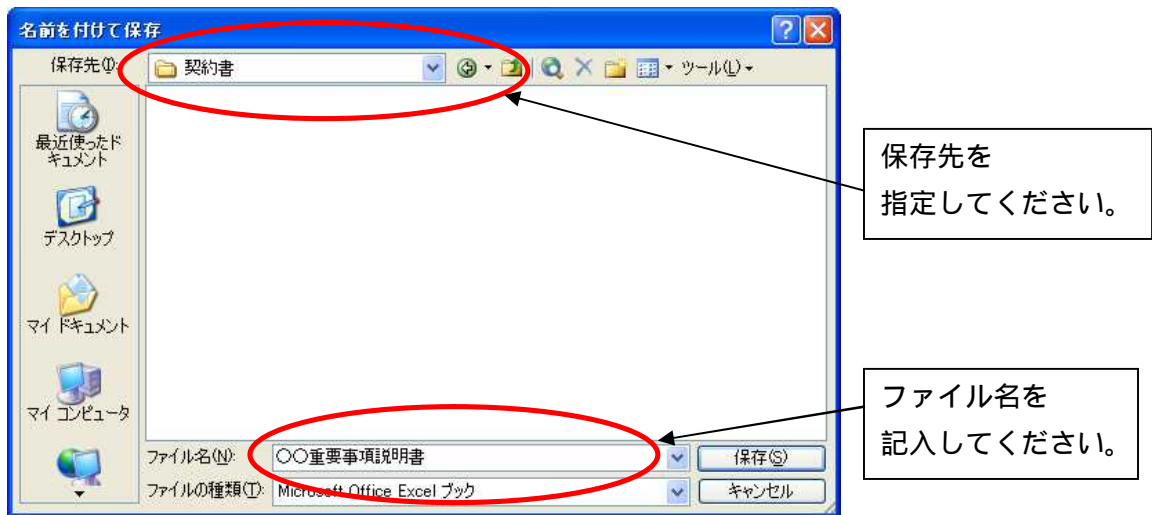 名前を付けて保存
保存先(I):
契約書
ツール(L)
最近使ったド
キュメント
デスクトップ
マイ ドキュメント
マイ コンピュータ
ファイル名(N):
〇〇重要事項説明書
保存(S)
ファイルの種類(T):
Microsoft Office Excel ブック
キャンセル
保存先を
指定してください。
ファイル名を
記入してください。